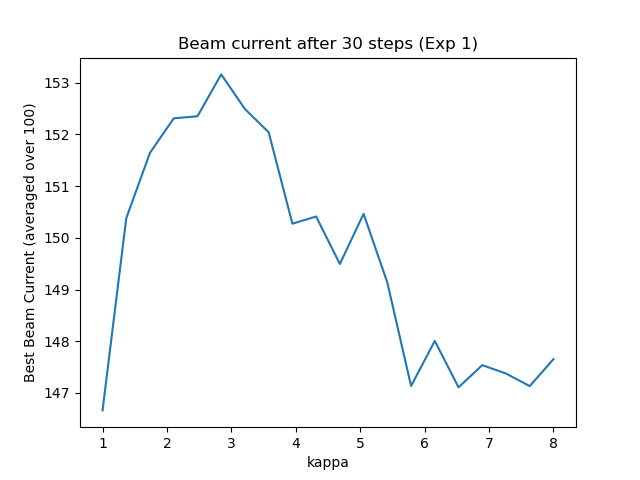 Beam current after 30 steps (Exp 1)
Best Beam Current (averaged over 100)
153
152
151
150
149
148
147
1 2 3 4 5 6 7 8
kappa